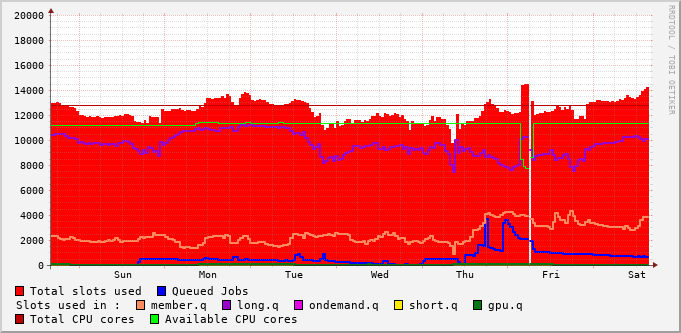 20000
18000
16000
14000
12000
10000
8000
6000
4000
2000
0
Sun Mon Tue Wed Thu Fri Sat
RRDTOOL / TOBI OETIKER
Total slots used Queued Jobs
Slots used in : member.q long.q ondemand.q short.q gpu.q
Total CPU cores Available CPU cores